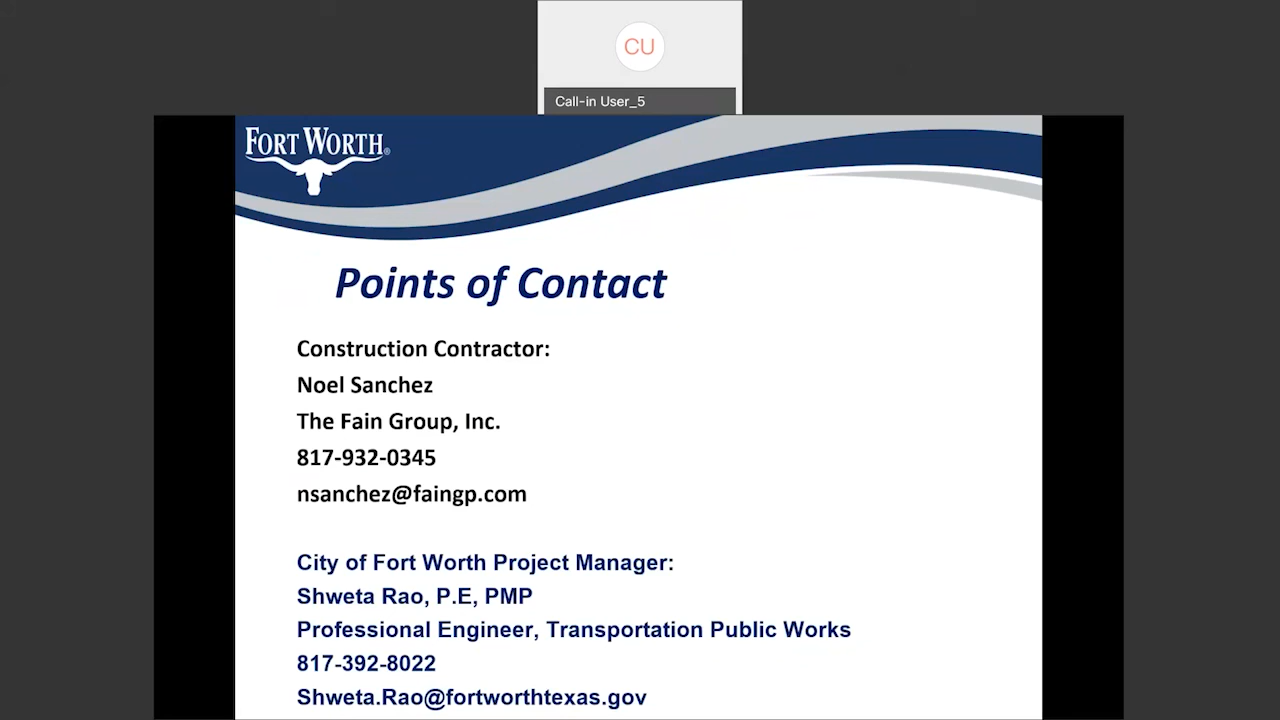 CU
Call-in User_5
FORT WORTH®
Points of Contact
Construction Contractor:
Noel Sanchez
The Fain Group, Inc.
817-932-0345
nsanchez@faingp.com
City of Fort Worth Project Manager:
Shweta Rao, P.E, PMP
Professional Engineer, Transportation Public Works
817-392-8022
Shweta.Rao@fortworthtexas.gov